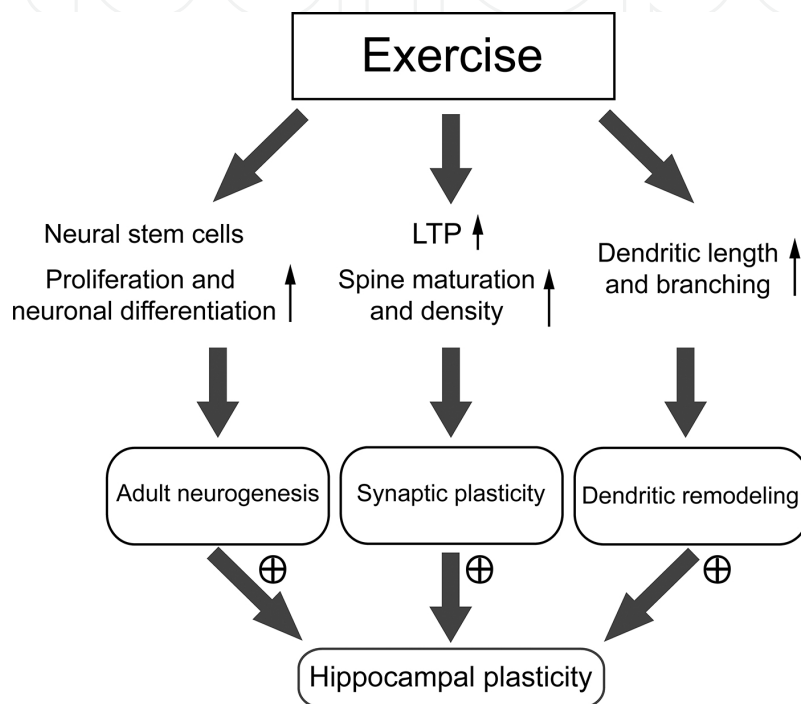 Exercise
Neural stem cells
Proliferation and
neuronal differentiation
LTP
Spine maturation
and density
Dendritic length
and branching
Adult neurogenesis
Synaptic plasticity
Dendritic remodeling
Hippocampal plasticity